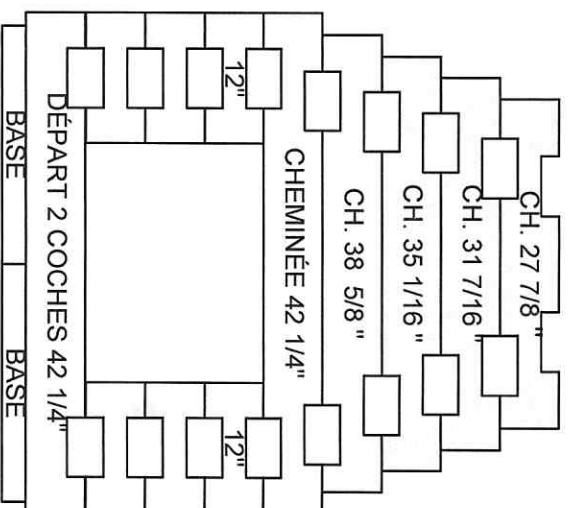 CH. 27 7/8 "
CH. 31 7/16"
CH. 35 1/16 "
CH. 38 5/8 "
CHEMINÉE 42 1/4"
12"
12"
DÉPART 2 COCHES 42 1/4"
BASE
BASE